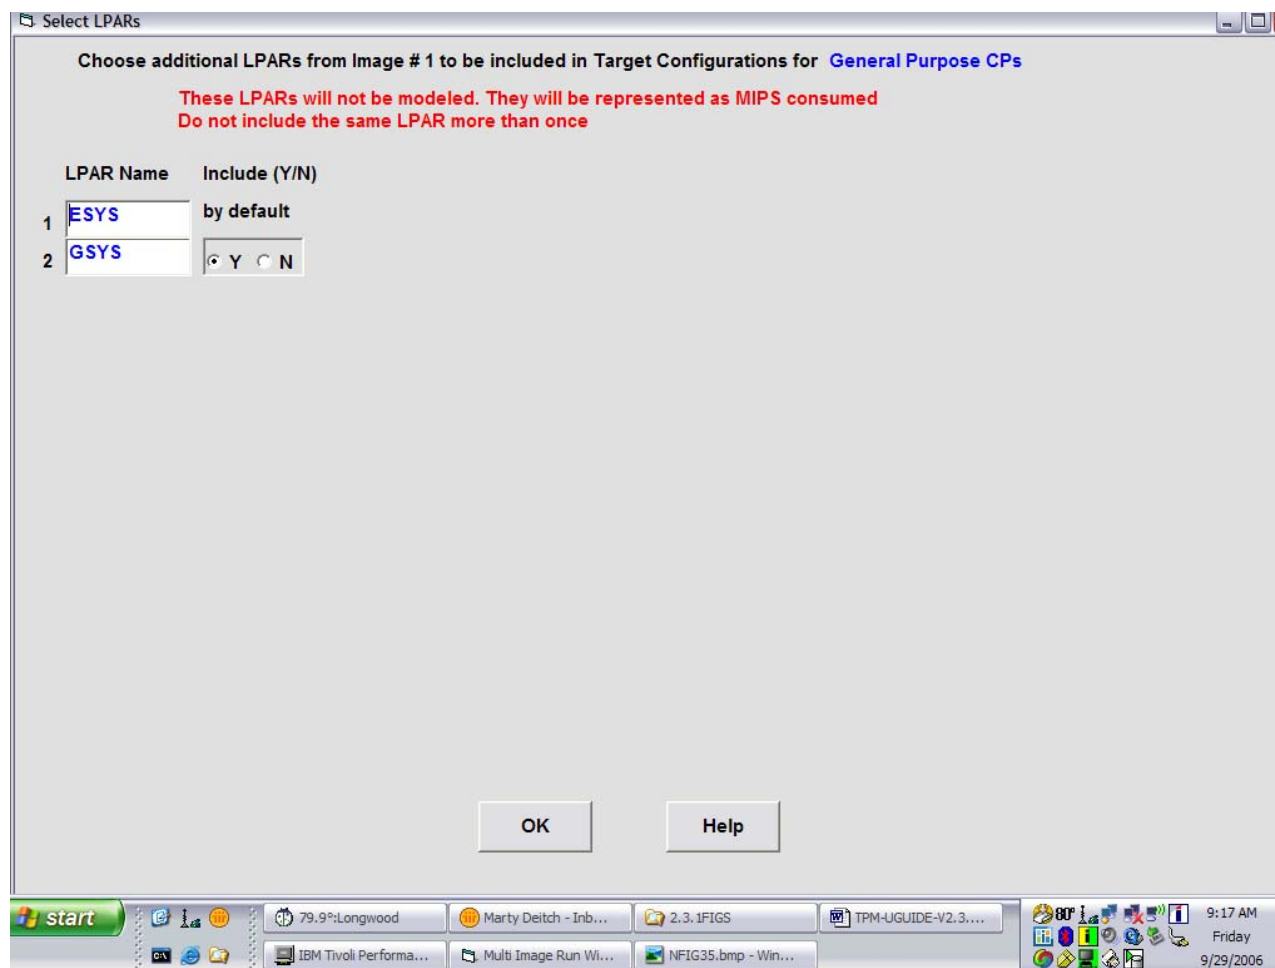 Select LPARs
Choose additional LPARs from Image # 1 to be included in Target Configurations for General Purpose CPs
These LPARs will not be modeled. They will be represented as MIPS consumed
Do not include the same LPAR more than once
LPAR Name Include (Y/N)
1 ESYS by default
2 GSYS Y N
OK Help
start 79.9°:Longwood Marty Deitch - Inb... 2.3.1FIGS TPM-UGUIDE-V2.3.... 80° 9:17 AM
Friday
IBM Tivoli Performa... Multi Image Run Wi... NFIG35.bmp - Win... 9/29/2006